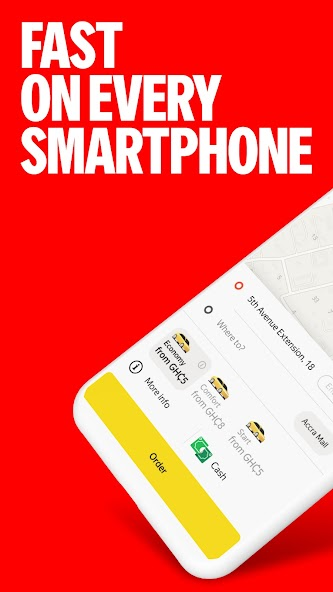 FAST
ON EVERY
SMARTPHONE
5th Avenue Extension, 18
Where to?
Accra Mall
Economy
from GH₵5
Comfort
from GH₵8
Start
from GH₵5
More Info
Cash
Order